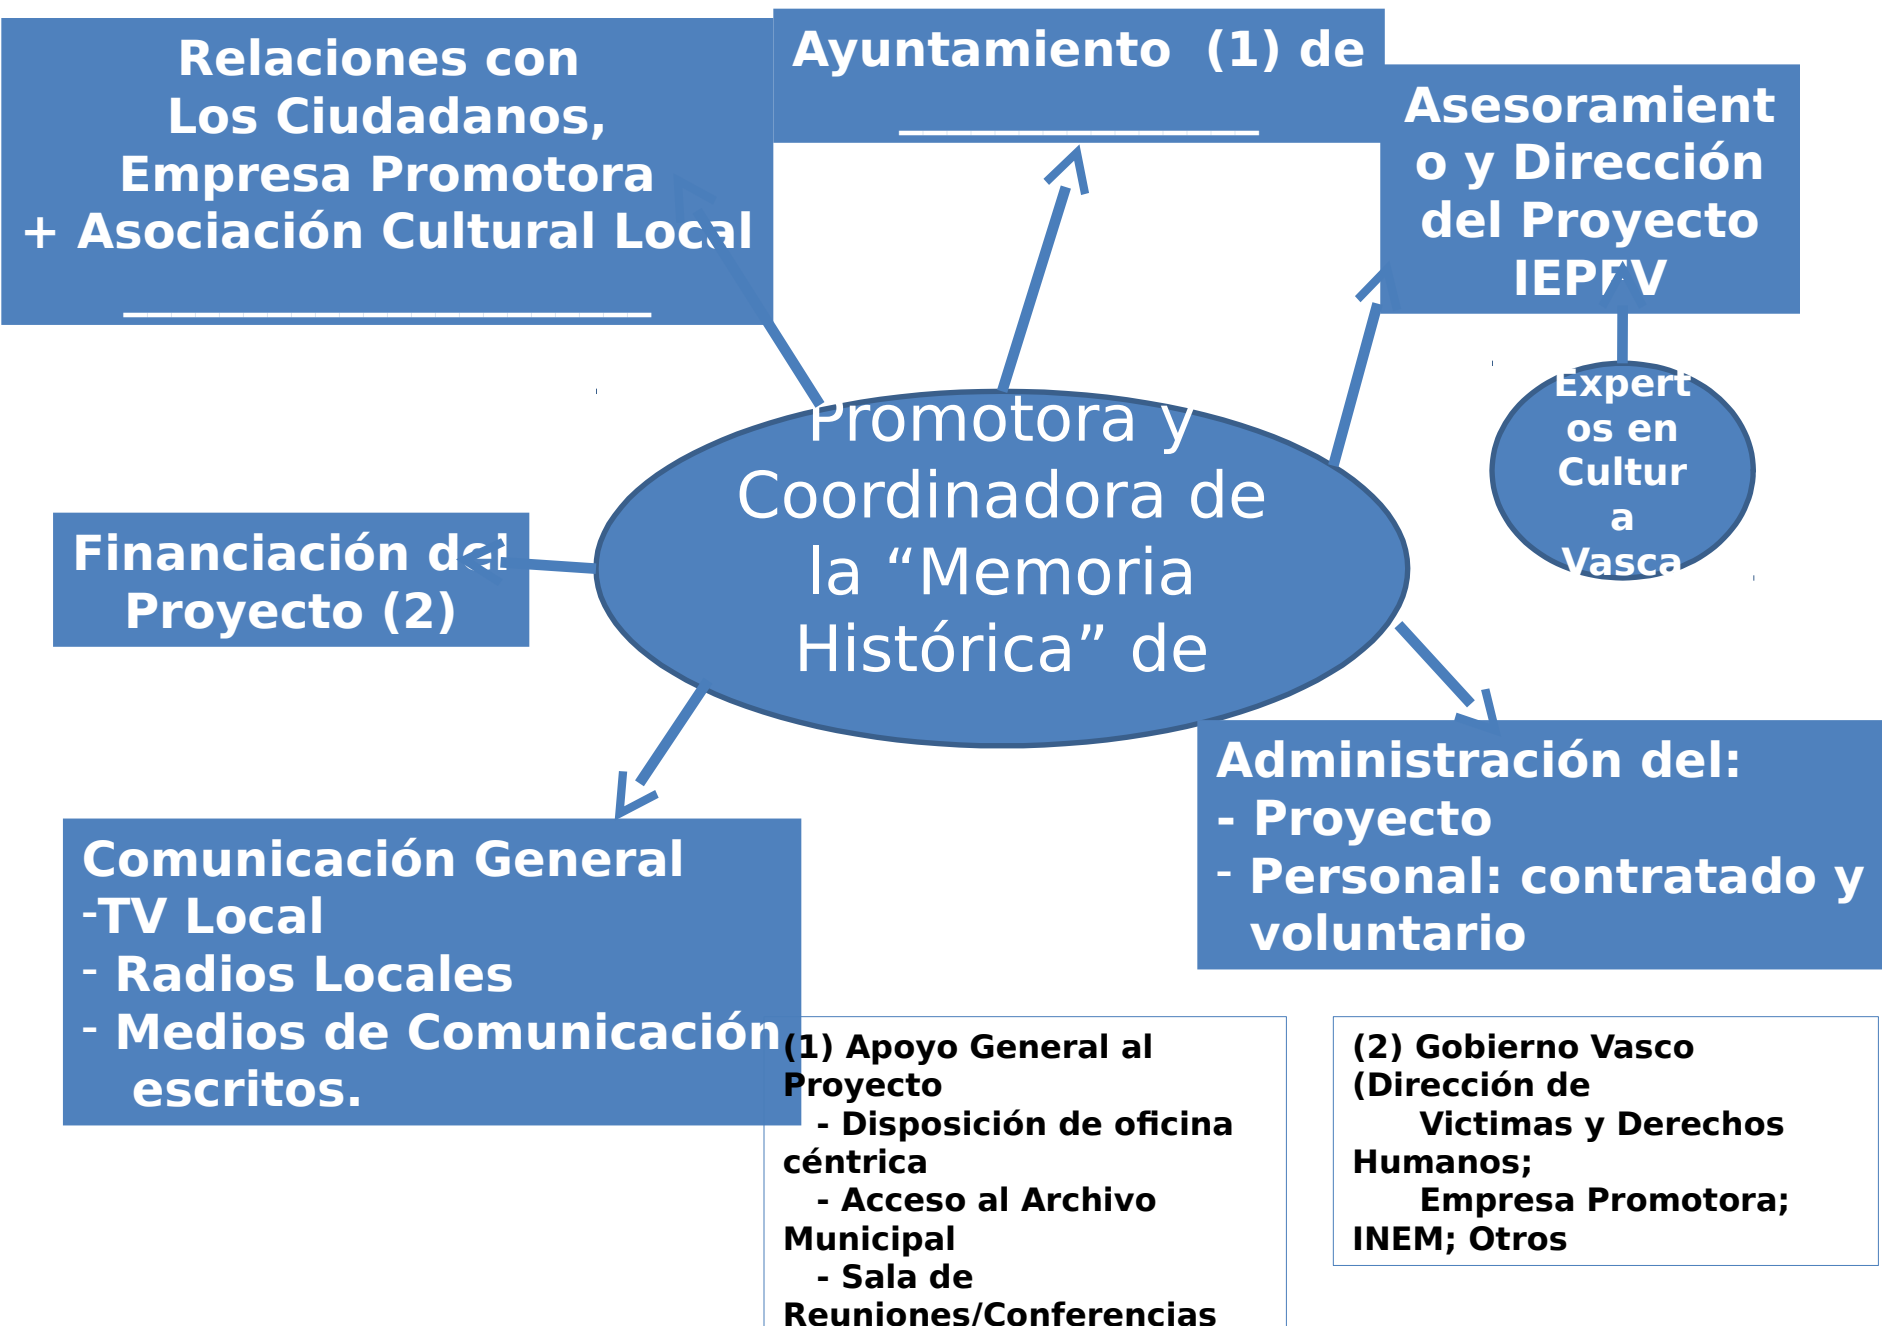 Relaciones con
Los Ciudadanos,
Empresa Promotora
+ Asociación Cultural Local
______________________
Ayuntamiento (1) de
_______________
Asesoramient
o y Dirección
del Proyecto
IEPFV
Expert
os en
Cultur
a
Vasca
Promotora y
Coordinadora de
la “Memoria
Histórica” de
Financiación del
Proyecto (2)
Administración del:
- Proyecto
- Personal: contratado y
voluntario
Comunicación General
-TV Local
- Radios Locales
- Medios de Comunicación
escritos.
(1) Apoyo General al
Proyecto
- Disposición de oficina
céntrica
- Acceso al Archivo
Municipal
- Sala de
Reuniones/Conferencias
(2) Gobierno Vasco
(Dirección de
Victimas y Derechos
Humanos;
Empresa Promotora;
INEM; Otros